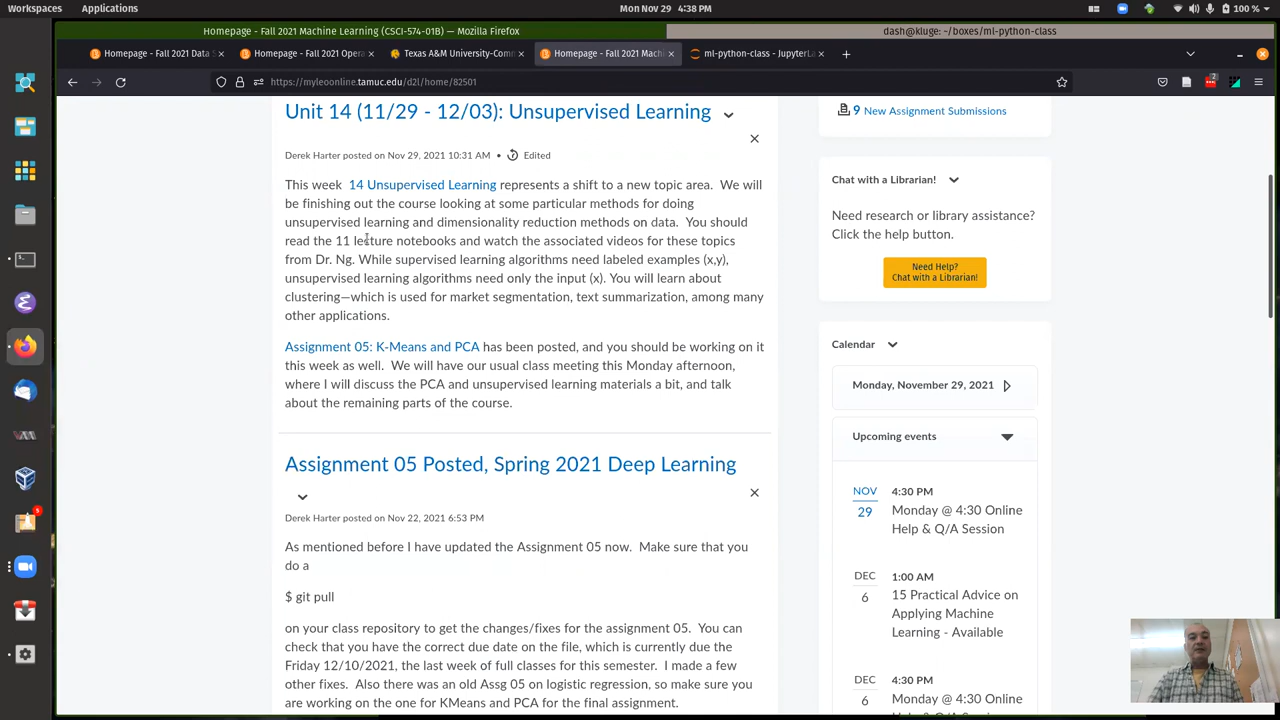 Workspaces Applications Mon Nov 29 4:38 PM 100 %
Homepage - Fall 2021 Machine Learning (CSCI-574-01B) — Mozilla Firefox dash@kluge: ~/boxes/ml-python-class
Homepage - Fall 2021 Data S Homepage - Fall 2021 Opera Texas A&M University-Com Homepage - Fall 2021 Machi ml-python-class - JupyterLa
https://myleoonline.tamuc.edu/d2l/home/82501
Unit 14 (11/29 - 12/03): Unsupervised Learning
Derek Harter posted on Nov 29, 2021 10:31 AM • Edited
This week 14 Unsupervised Learning represents a shift to a new topic area. We will
be finishing out the course looking at some particular methods for doing
unsupervised learning and dimensionality reduction methods on data. You should
read the 11 lecture notebooks and watch the associated videos for these topics
from Dr. Ng. While supervised learning algorithms need labeled examples (x,y),
unsupervised learning algorithms need only the input (x). You will learn about
clustering—which is used for market segmentation, text summarization, among many
other applications.
Assignment 05: K-Means and PCA has been posted, and you should be working on it
this week as well. We will have our usual class meeting this Monday afternoon,
where I will discuss the PCA and unsupervised learning materials a bit, and talk
about the remaining parts of the course.
Assignment 05 Posted, Spring 2021 Deep Learning
Derek Harter posted on Nov 22, 2021 6:53 PM
As mentioned before I have updated the Assignment 05 now. Make sure that you
do a
$ git pull
on your class repository to get the changes/fixes for the assignment 05. You can
check that you have the correct due date on the file, which is currently due the
Friday 12/10/2021, the last week of full classes for this semester. I made a few
other fixes. Also there was an old Assg 05 on logistic regression, so make sure you
are working on the one for KMeans and PCA for the final assignment.
9 New Assignment Submissions
Chat with a Librarian!
Need research or library assistance?
Click the help button.
Need Help?
Chat with a Librarian!
Calendar
Monday, November 29, 2021
Upcoming events
NOV
29
4:30 PM
Monday @ 4:30 Online
Help & Q/A Session
DEC
6
1:00 AM
15 Practical Advice on
Applying Machine
Learning - Available
DEC
6
4:30 PM
Monday @ 4:30 Online